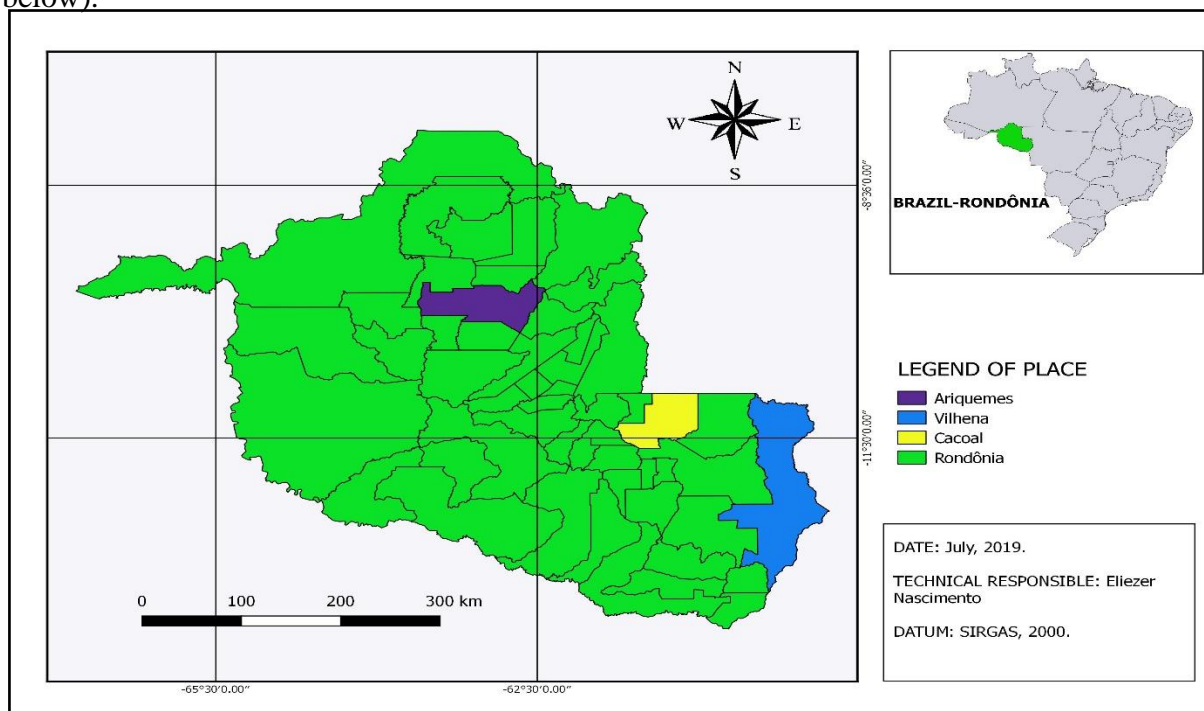 below).
N
W E
S
-8°36'0.00"
-11°30'0.00"
0 100 200 300 km
-65°30'0.00" -62°30'0.00"
BRAZIL-RONDÔNIA
LEGEND OF PLACE
Ariquemes
Vilhena
Cacoal
Rondônia
DATE: July, 2019.
TECHNICAL RESPONSIBLE: Eliezer
Nascimento
DATUM: SIRGAS, 2000.